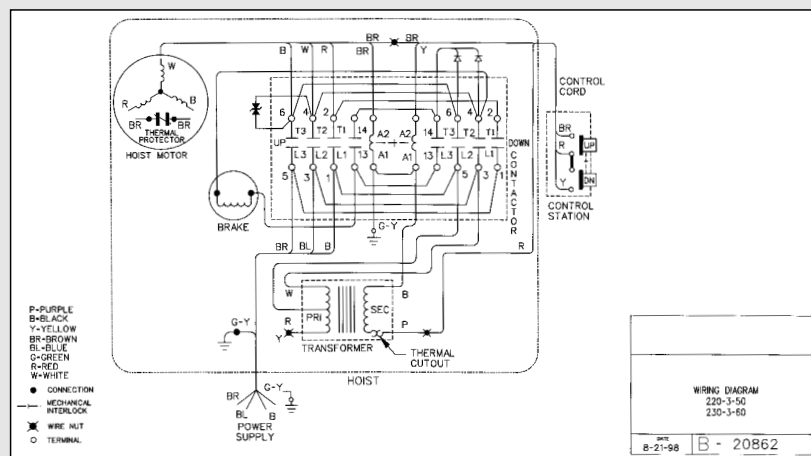 BR BR
B W R BR Y
W
R B
BR BR
THERMAL
PROTECTOR
HOIST MOTOR
6 4 2 14 A2 A2 14 6 4 2
T3 T2 T1 T3 T2 T1
UP DOWN
L3 L2 L1 13 A1 A1 13 L3 L2 L1
5 3 1 5 3 1
CONTACTOR
CONTROL
CORD
BR
R
Y
UP
DN
CONTROL
STATION
BRAKE
G-Y
BR BL B
R
W B
PRI SEC
R P
Y
TRANSFORMER
THERMAL
CUTOUT
G-Y
HOIST
BR G-Y
BL B
POWER
SUPPLY
P-PURPLE
B-BLACK
Y-YELLOW
BR-BROWN
BL-BLUE
G-GREEN
R-RED
W-WHITE
CONNECTION
MECHANICAL
INTERLOCK
WIRE NUT
TERMINAL
WIRING DIAGRAM
220-3-50
230-3-60
DATE
8-21-98
B - 20862